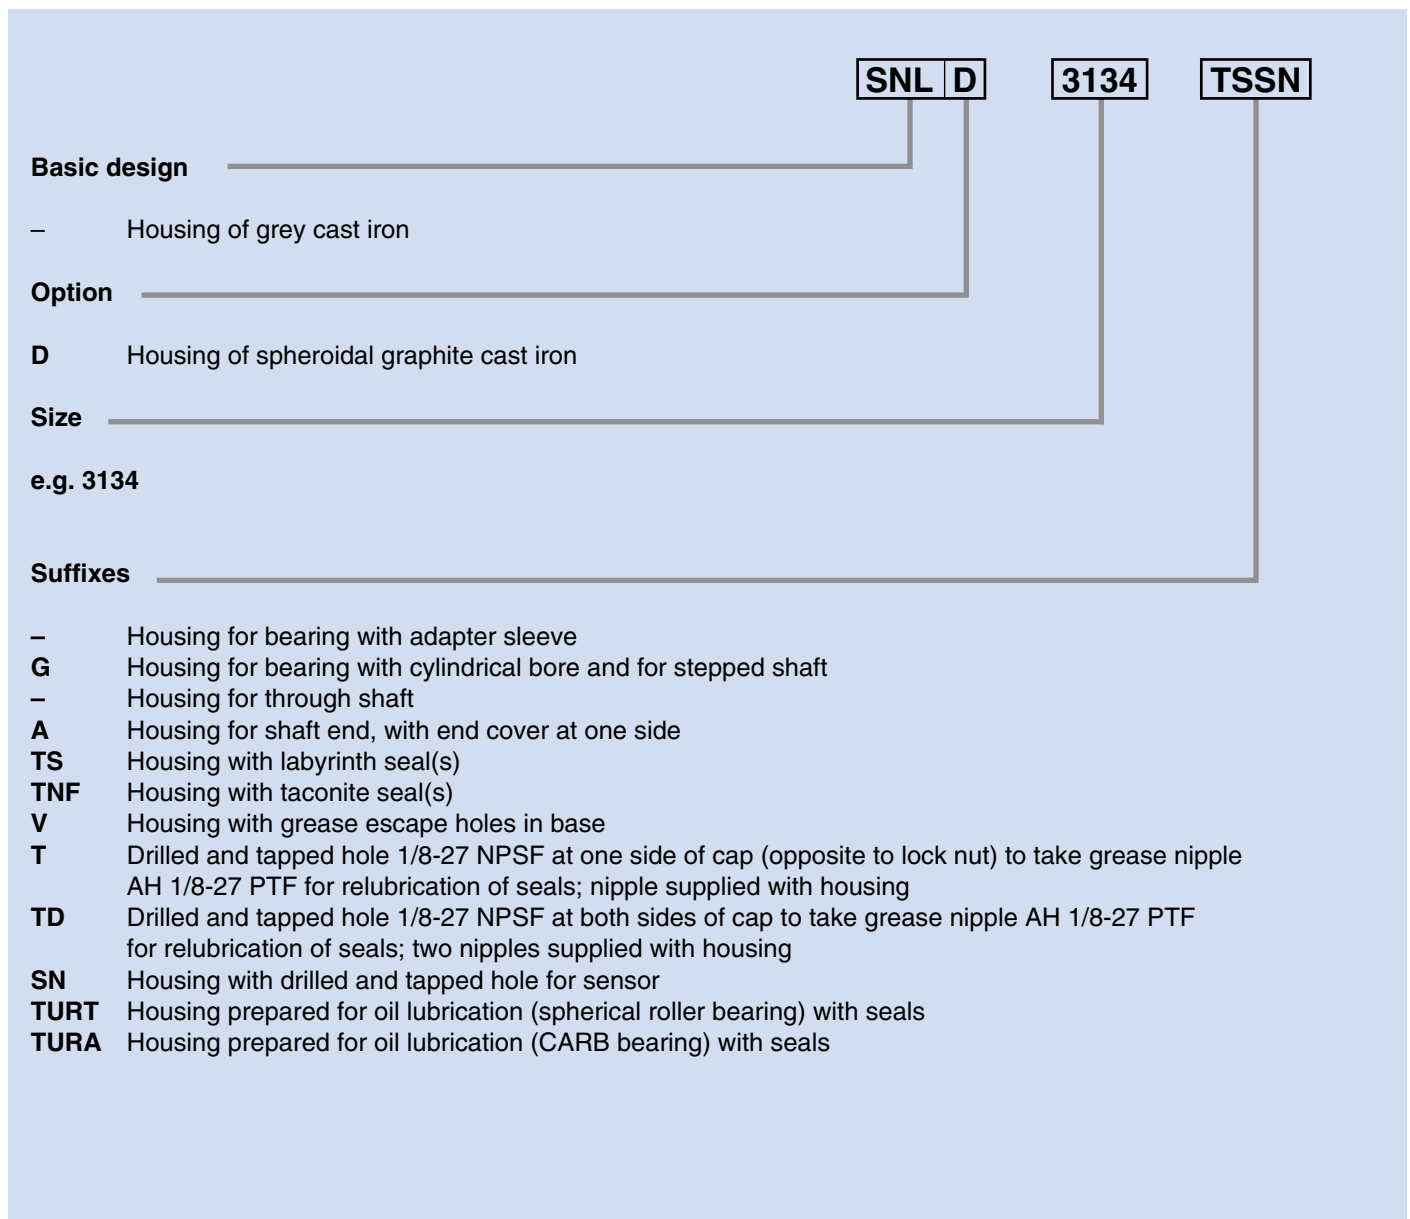 SNL D 3134 TSSN
Basic design
– Housing of grey cast iron
Option
D Housing of spheroidal graphite cast iron
Size
e.g. 3134
Suffixes
– Housing for bearing with adapter sleeve
G Housing for bearing with cylindrical bore and for stepped shaft
– Housing for through shaft
A Housing for shaft end, with end cover at one side
TS Housing with labyrinth seal(s)
TNF Housing with taconite seal(s)
V Housing with grease escape holes in base
T Drilled and tapped hole 1/8-27 NPSF at one side of cap (opposite to lock nut) to take grease nipple
AH 1/8-27 PTF for relubrication of seals; nipple supplied with housing
TD Drilled and tapped hole 1/8-27 NPSF at both sides of cap to take grease nipple AH 1/8-27 PTF
for relubrication of seals; two nipples supplied with housing
SN Housing with drilled and tapped hole for sensor
TURT Housing prepared for oil lubrication (spherical roller bearing) with seals
TURA Housing prepared for oil lubrication (CARB bearing) with seals